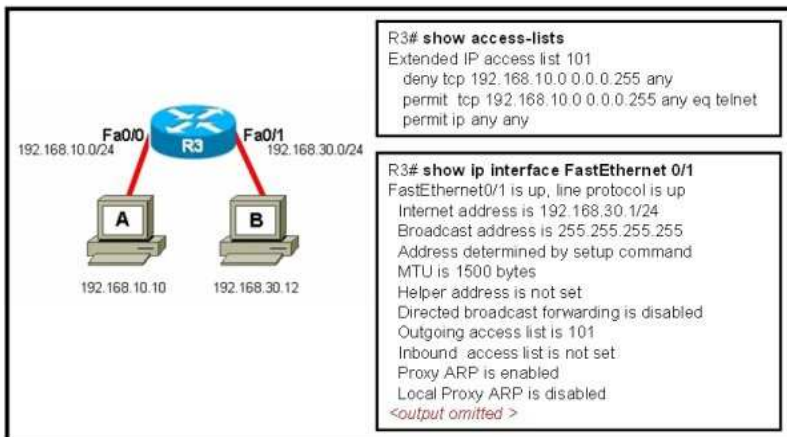 R3# show access-lists
Extended IP access list 101
deny tcp 192.168.10.0 0.0.0.255 any
permit tcp 192.168.10.0 0.0.0.255 any eq telnet
permit ip any any
Fa0/0
Fa0/1
R3
192.168.10.0/24
192.168.30.0/24
A
B
192.168.10.10
192.168.30.12
R3# show ip interface FastEthernet 0/1
FastEthernet0/1 is up, line protocol is up
Internet address is 192.168.30.1/24
Broadcast address is 255.255.255.255
Address determined by setup command
MTU is 1500 bytes
Helper address is not set
Directed broadcast forwarding is disabled
Outgoing access list is 101
Inbound access list is not set
Proxy ARP is enabled
Local Proxy ARP is disabled
<output omitted >